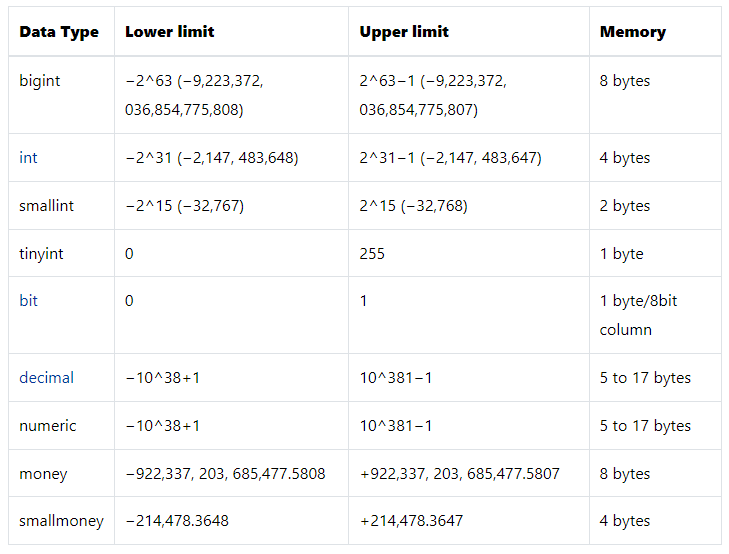 Data Type Lower limit Upper limit Memory
bigint −2^63 (−9,223,372, 2^63−1 (−9,223,372, 8 bytes
036,854,775,808) 036,854,775,807)
int −2^31 (−2,147, 483,648) 2^31−1 (−2,147, 483,647) 4 bytes
smallint −2^15 (−32,767) 2^15 (−32,768) 2 bytes
tinyint 0 255 1 byte
bit 0 1 1 byte/8bit
column
decimal −10^38+1 10^381−1 5 to 17 bytes
numeric −10^38+1 10^381−1 5 to 17 bytes
money −922,337, 203, 685,477.5808 +922,337, 203, 685,477.5807 8 bytes
smallmoney −214,478.3648 +214,478.3647 4 bytes